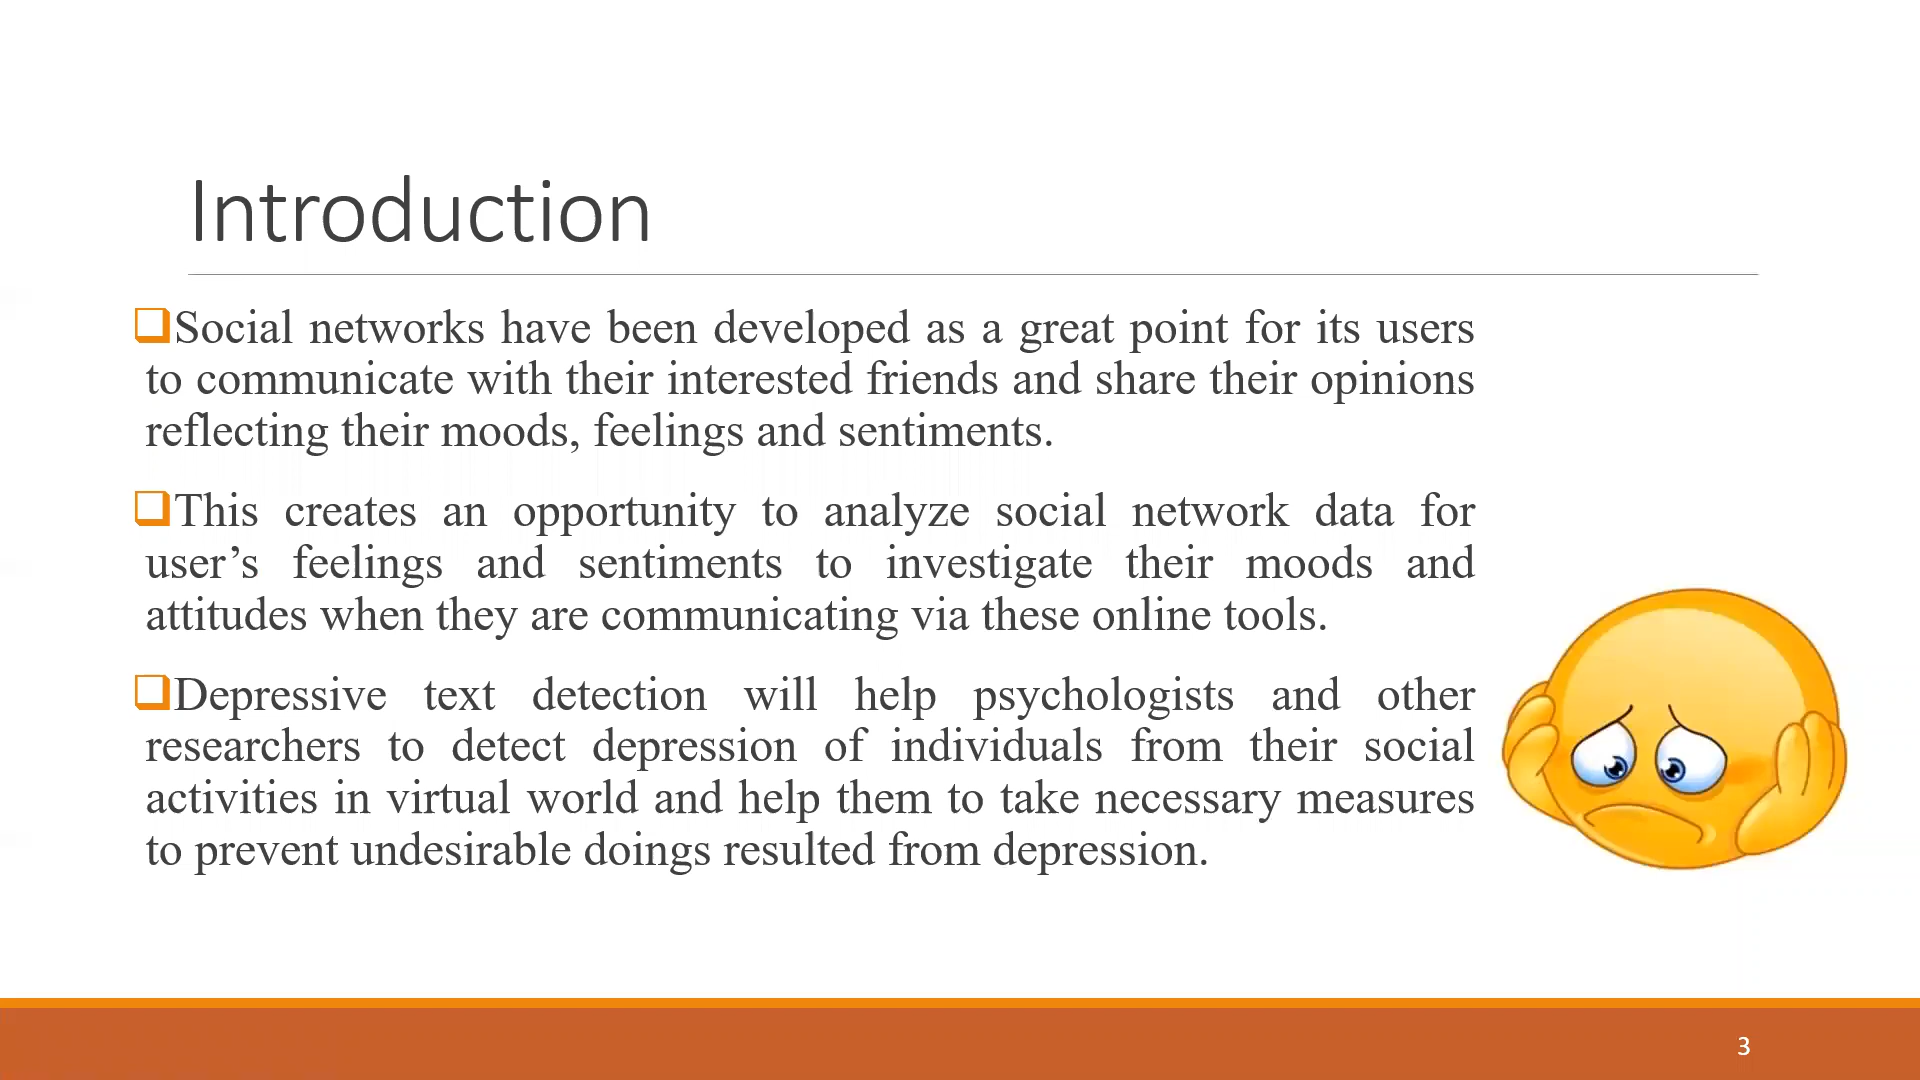 Introduction
Social networks have been developed as a great point for its users
to communicate with their interested friends and share their opinions
reflecting their moods, feelings and sentiments.
This creates an opportunity to analyze social network data for
user’s feelings and sentiments to investigate their moods and
attitudes when they are communicating via these online tools.
Depressive text detection will help psychologists and other
researchers to detect depression of individuals from their social
activities in virtual world and help them to take necessary measures
to prevent undesirable doings resulted from depression.
3